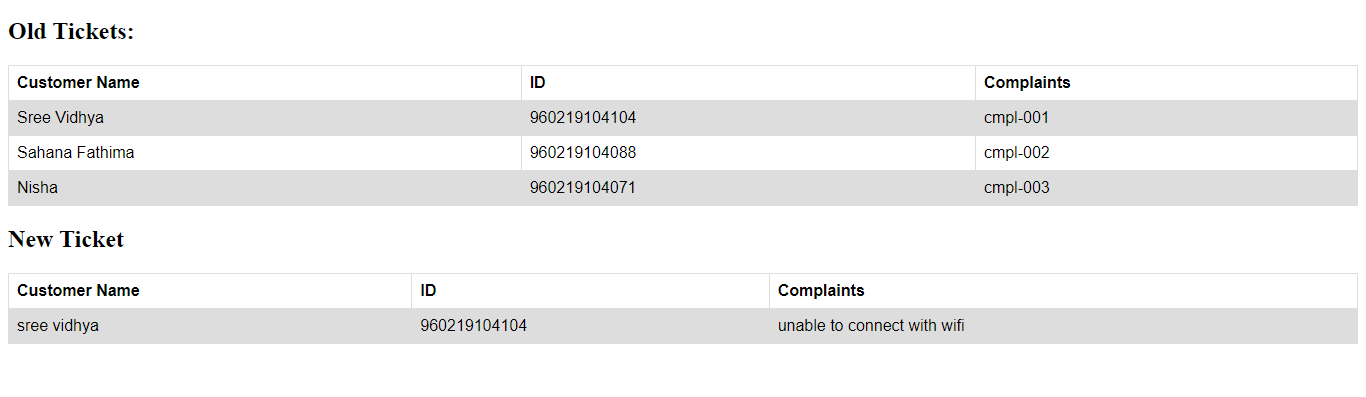 Old Tickets:
Customer Name ID Complaints
Sree Vidhya 960219104104 cmpl-001
Sahana Fathima 960219104088 cmpl-002
Nisha 960219104071 cmpl-003
New Ticket
Customer Name ID Complaints
sree vidhya 960219104104 unable to connect with wifi